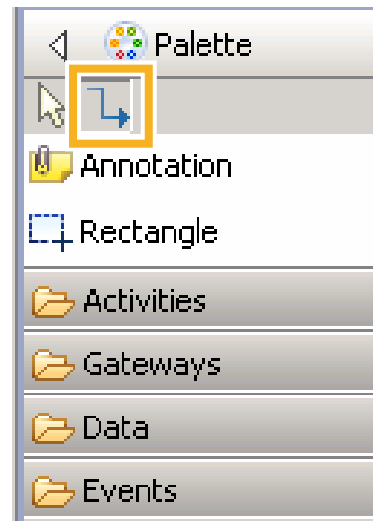 Palette
Annotation
Rectangle
Activities
Gateways
Data
Events